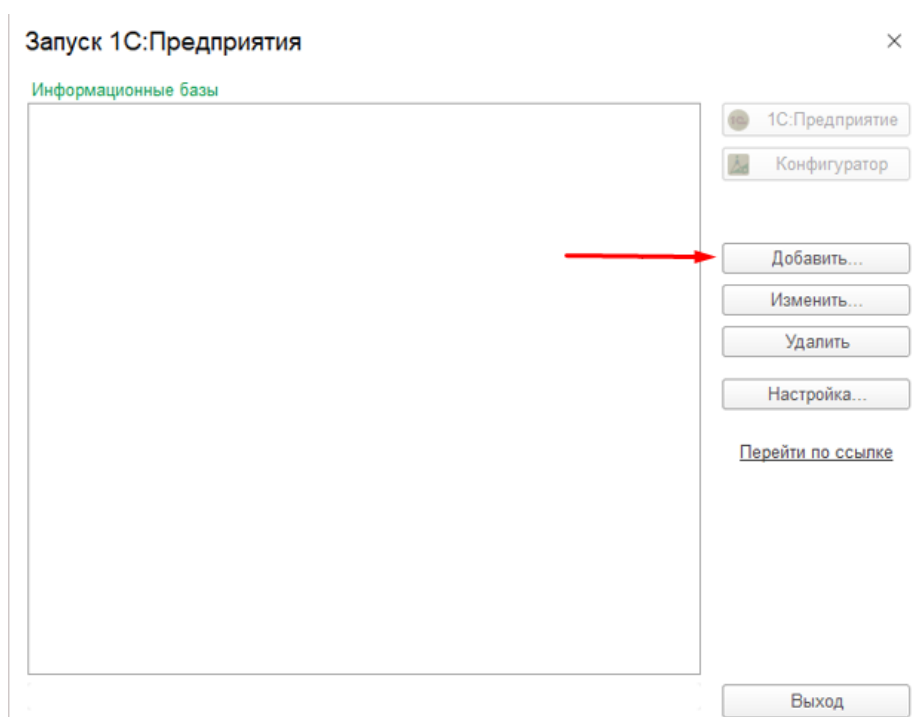 Запуск 1С:Предприятия
Информационные базы
1С:Предприятие
Конфигуратор
Добавить...
Изменить...
Удалить
Настройка...
Перейти по ссылке
Выход